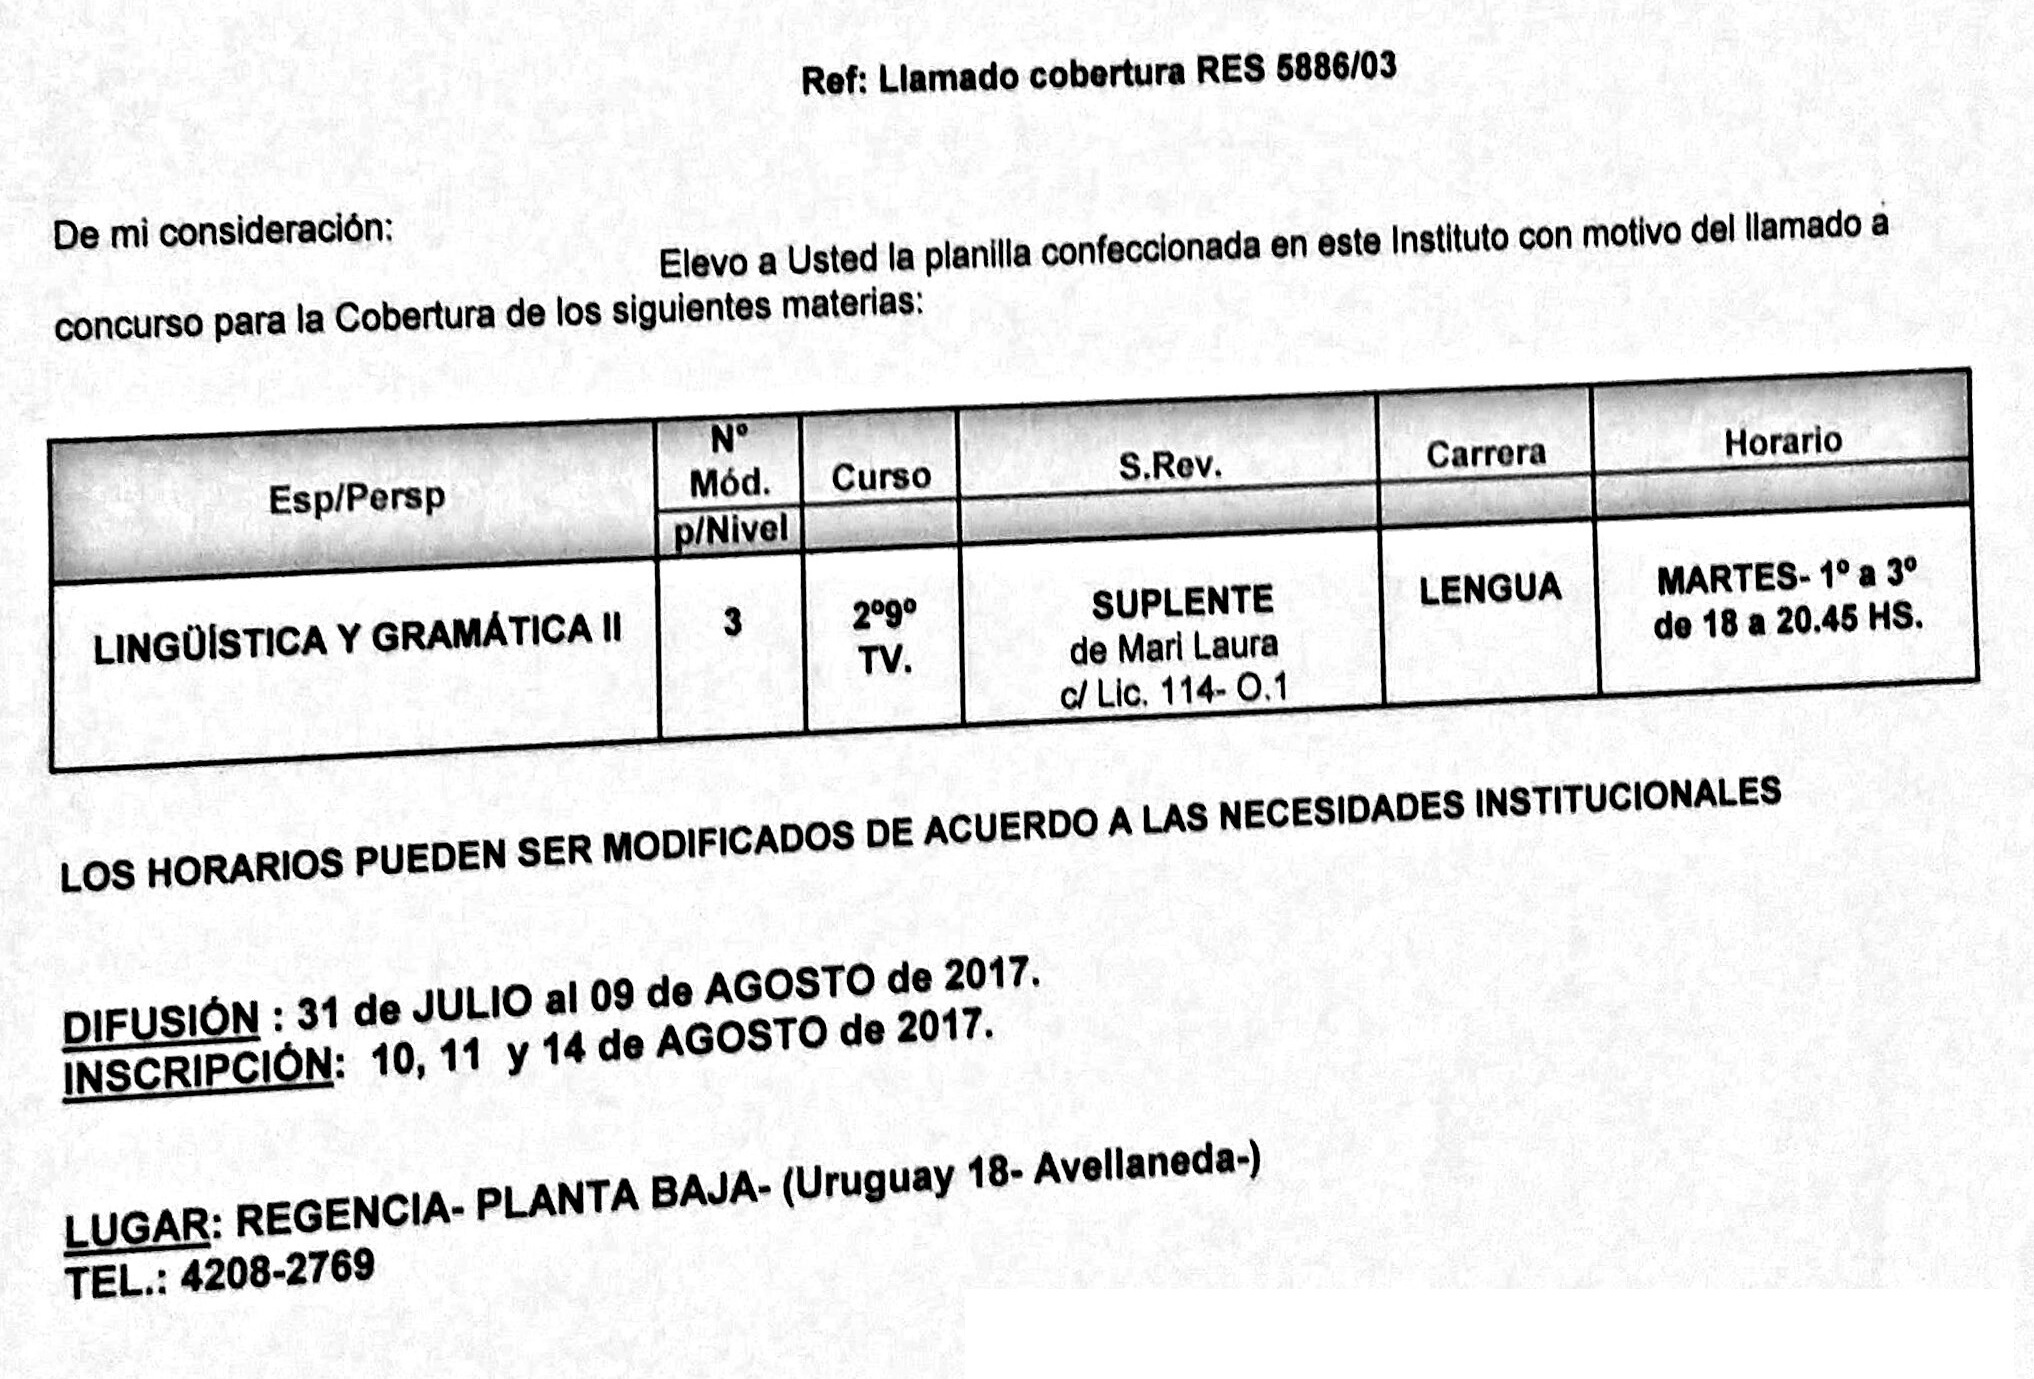 Ref: Llamado cobertura RES 5886/03
De mi consideración:
Elevo a Usted la planilla confeccionada en este Instituto con motivo del llamado a
concurso para la Cobertura de los siguientes materias:
Esp/Persp
N°
Mód.
p/Nivel
Curso
S.Rev.
Carrera
Horario
LINGÜÍSTICA Y GRAMÁTICA II
3
2º9º
TV.
SUPLENTE
de Mari Laura
c/ Lic. 114- O.1
LENGUA
MARTES- 1º a 3º
de 18 a 20.45 HS.
LOS HORARIOS PUEDEN SER MODIFICADOS DE ACUERDO A LAS NECESIDADES INSTITUCIONALES
DIFUSIÓN : 31 de JULIO al 09 de AGOSTO de 2017.
INSCRIPCIÓN: 10, 11 y 14 de AGOSTO de 2017.
LUGAR: REGENCIA- PLANTA BAJA- (Uruguay 18- Avellaneda-)
TEL.: 4208-2769